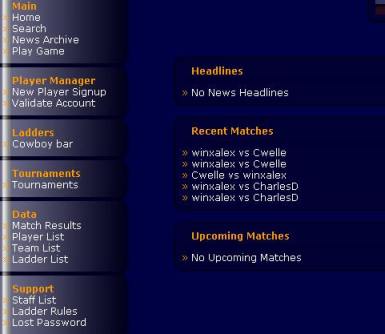 Main
» Home
» Search
» News Archive
» Play Game
Player Manager
» New Player Signup
» Validate Account
Ladders
» Cowboy bar
Tournaments
» Tournaments
Data
» Match Results
» Player List
» Team List
» Ladder List
Support
» Staff List
» Ladder Rules
» Lost Password
Headlines
» No News Headlines
Recent Matches
» winxalex vs Cwelle
» winxalex vs Cwelle
» Cwelle vs winxalex
» winxalex vs CharlesD
» winxalex vs CharlesD
Upcoming Matches
» No Upcoming Matches